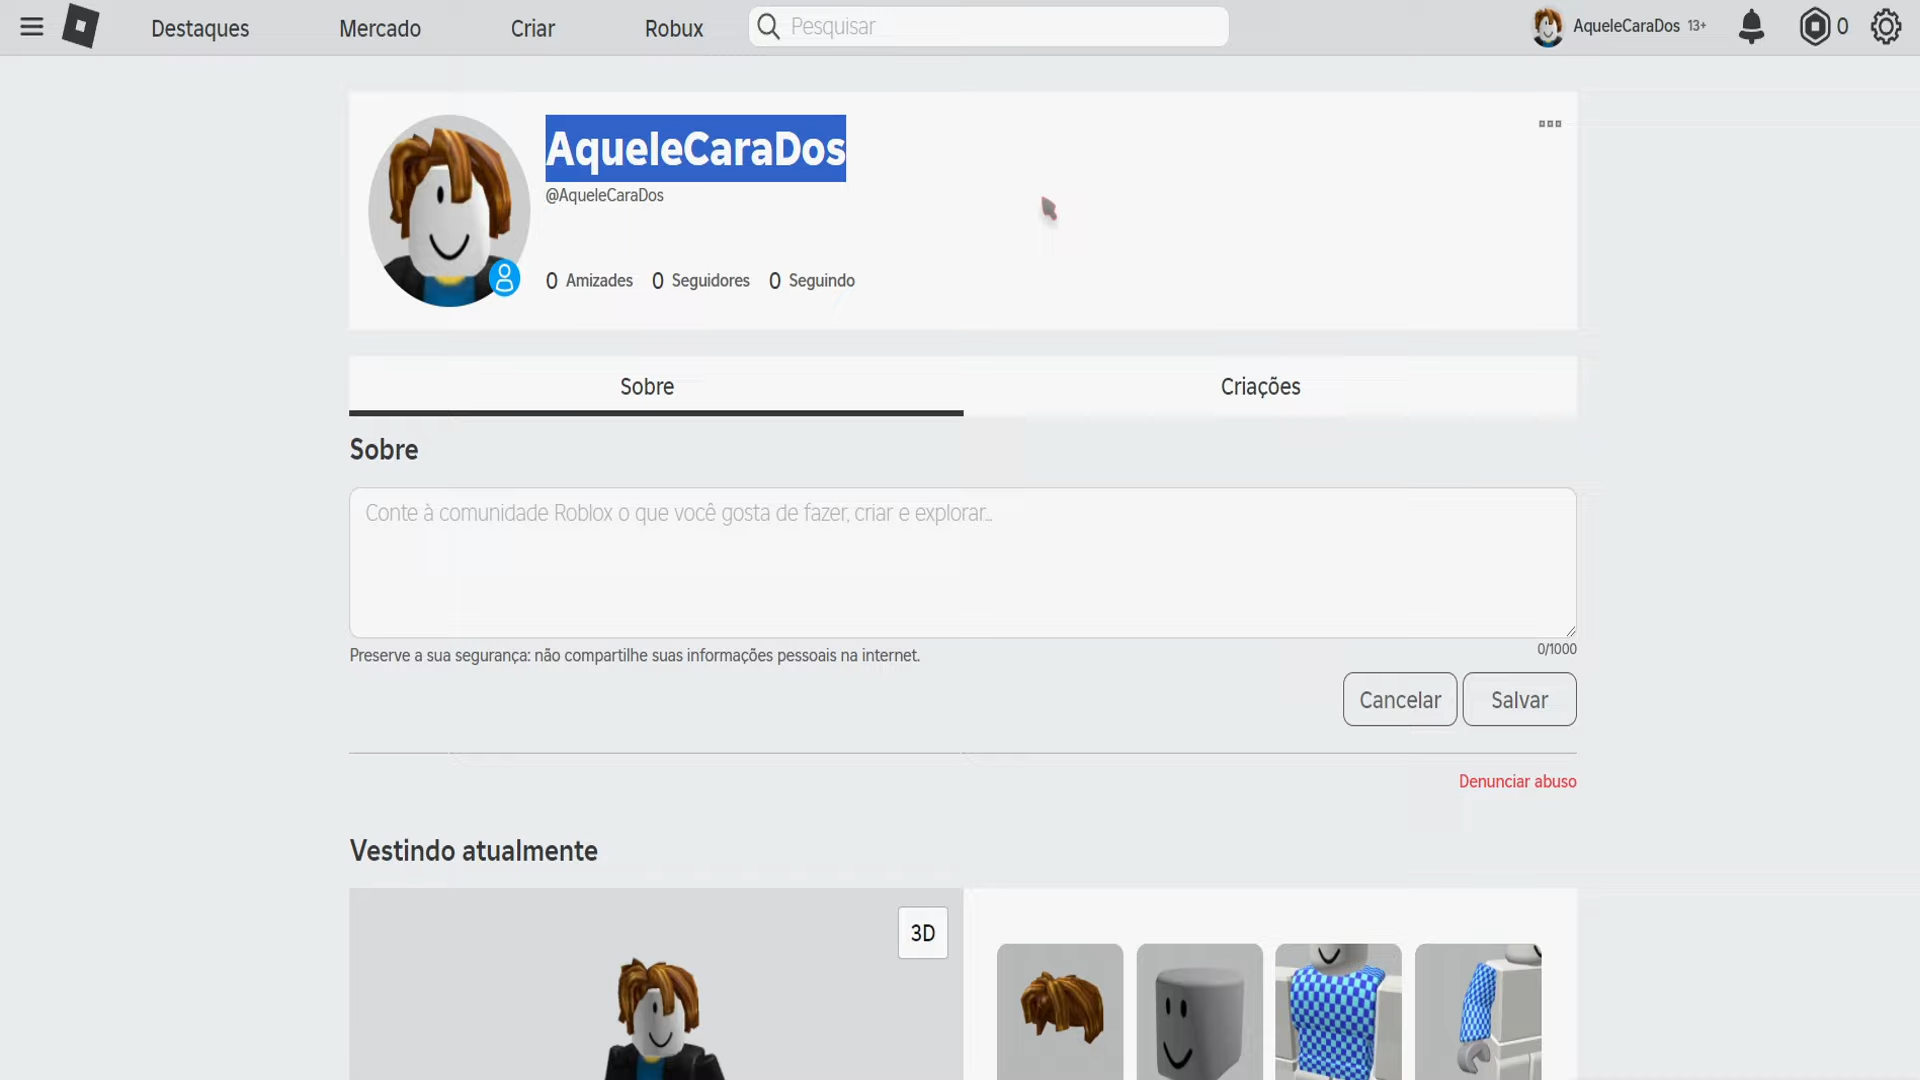 Destaques Mercado Criar Robux Pesquisar AqueleCaraDos 13+ 0
AqueleCaraDos
@AqueleCaraDos
0 Amizades 0 Seguidores 0 Seguindo
Sobre Criações
Sobre
Conte à comunidade Roblox o que você gosta de fazer, criar e explorar...
0/1000
Preserve a sua segurança: não compartilhe suas informações pessoais na internet.
Cancelar Salvar
Denunciar abuso
Vestindo atualmente
3D